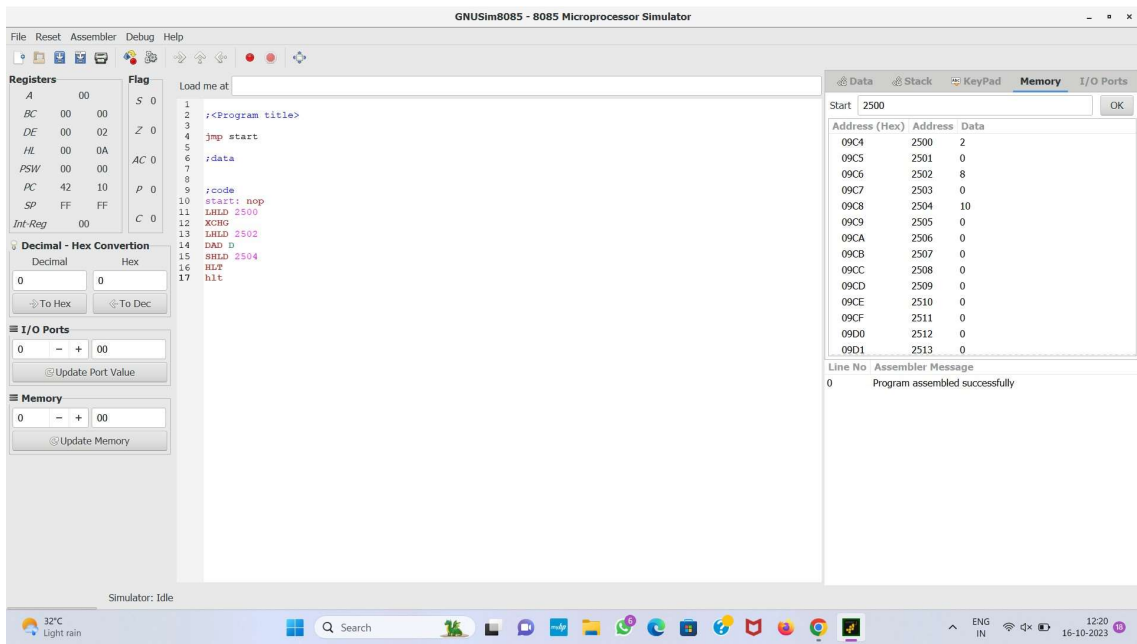 GNUSim8085 - 8085 Microprocessor Simulator
File Reset Assembler Debug Help
Registers
A 00
BC 00 00
DE 00 02
HL 00 0A
PSW 00 00
PC 42 10
SP FF FF
Int-Reg 00
Flag
S 0
Z 0
AC 0
P 0
C 0
Decimal - Hex Convertion
Decimal Hex
0 0
To Hex To Dec
I/O Ports
0 - + 00
Update Port Value
Memory
0 - + 00
Update Memory
Load me at
1
2 ;<Program title>
3
4 jmp start
5
6 ;data
7
8
9 ;code
10 start: nop
11 LHLD 2500
12 XCHG
13 LHLD 2502
14 DAD D
15 SHLD 2504
16 HLT
17 hlt
Data Stack KeyPad Memory I/O Ports
Start 2500 OK
Address (Hex) Address Data
09C4 2500 2
09C5 2501 0
09C6 2502 8
09C7 2503 0
09C8 2504 10
09C9 2505 0
09CA 2506 0
09CB 2507 0
09CC 2508 0
09CD 2509 0
09CE 2510 0
09CF 2511 0
09D0 2512 0
09D1 2513 0
Line No Assembler Message
0 Program assembled successfully
Simulator: Idle
32°C
Light rain
Search
6
ENG
IN
12:20
16-10-2023
18